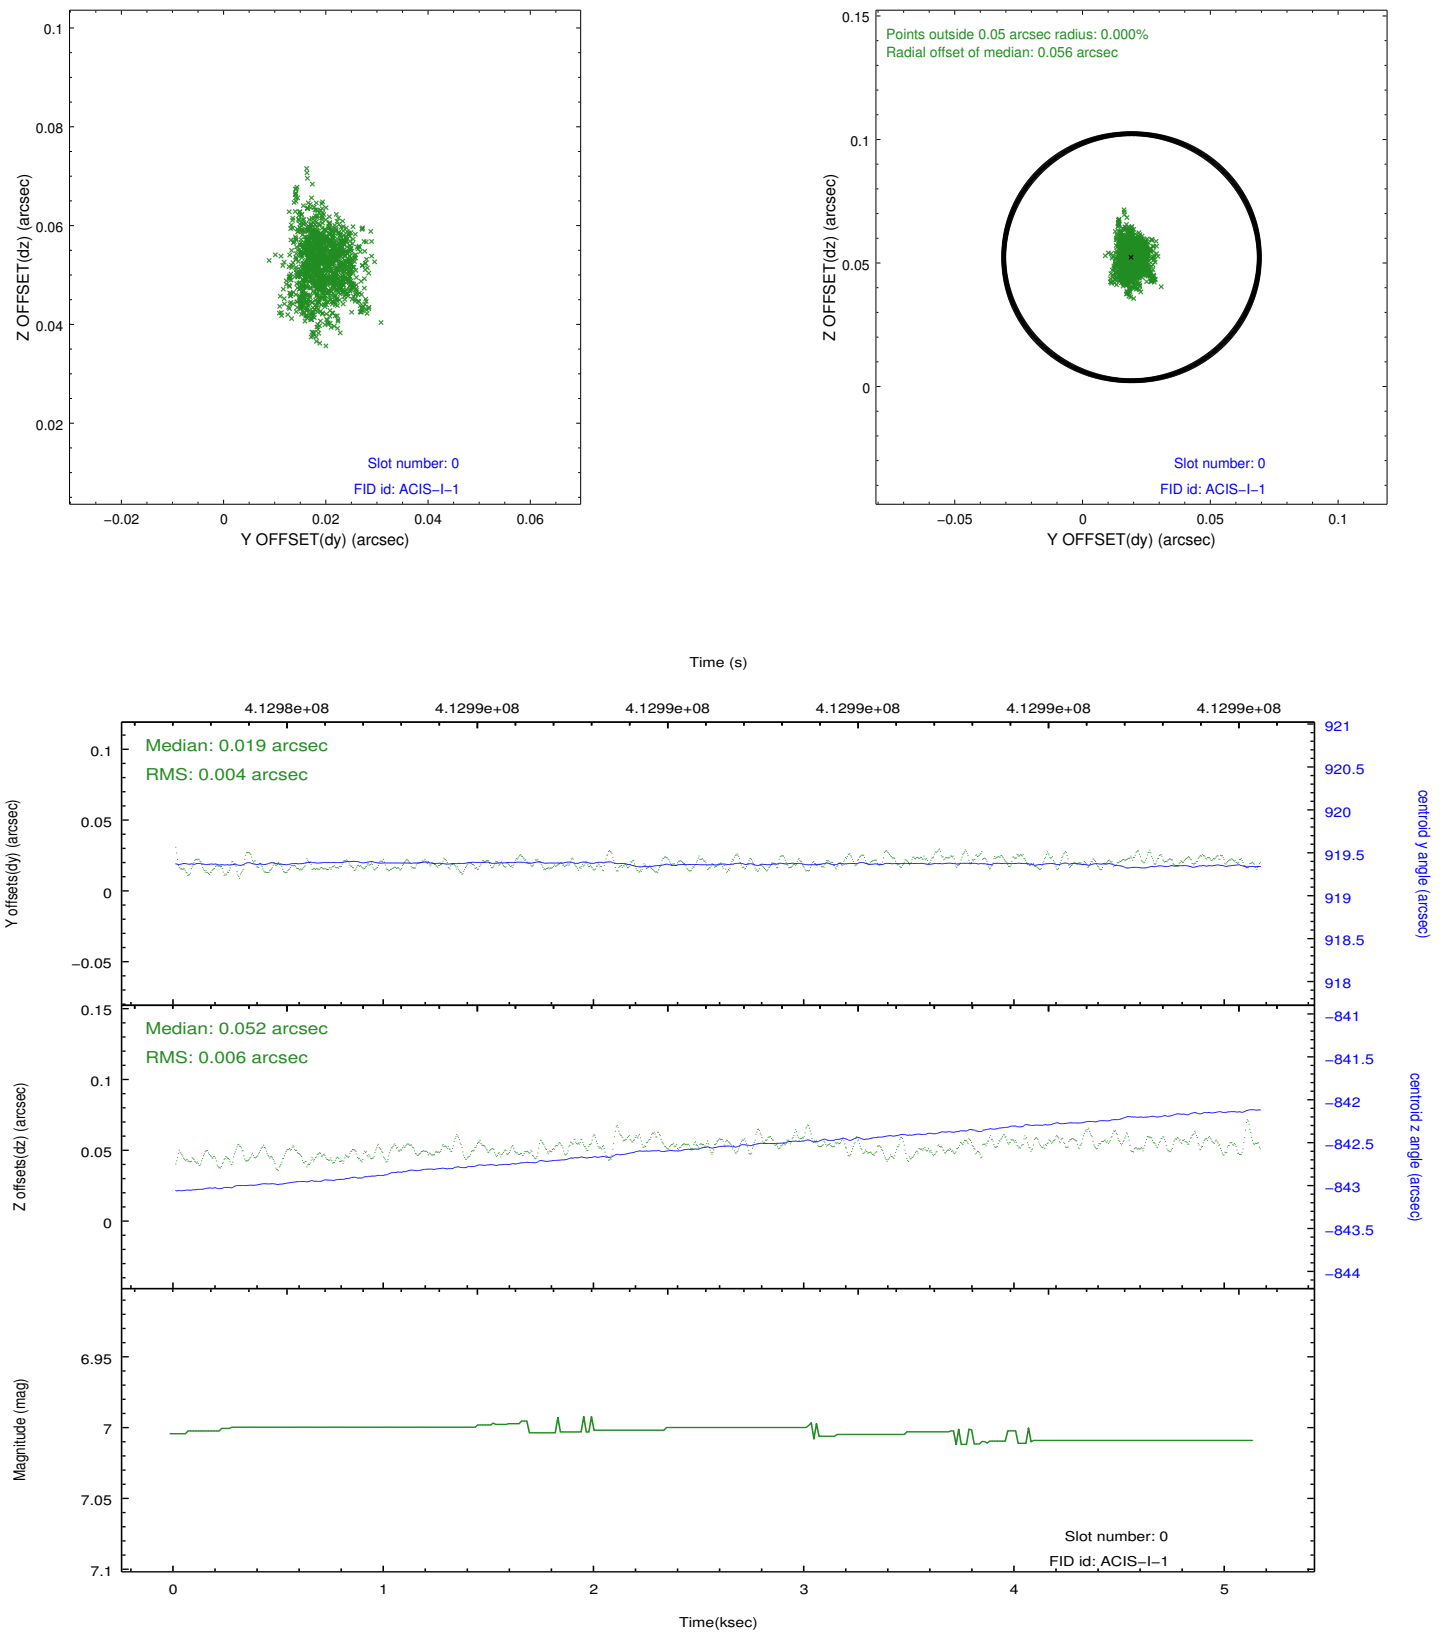 0.1
0.08
0.06
0.04
0.02
Z OFFSET(dz) (arcsec)
Slot number: 0
FID id: ACIS−I−1
−0.02
0
0.02
0.04
0.06
Y OFFSET(dy) (arcsec)
0.15
0.1
0.05
0
Z OFFSET(dz) (arcsec)
Points outside 0.05 arcsec radius: 0.000%
Radial offset of median: 0.056 arcsec
Slot number: 0
FID id: ACIS−I−1
−0.05
0
0.05
0.1
Y OFFSET(dy) (arcsec)
Time (s)
4.1298e+08
4.1299e+08
4.1299e+08
4.1299e+08
4.1299e+08
4.1299e+08
Y offsets(dy) (arcsec)
0.1
0.05
0
−0.05
Median: 0.019 arcsec
RMS: 0.004 arcsec
921
920.5
920
919.5
919
918.5
918
centroid y angle (arcsec)
Z offsets(dz) (arcsec)
0.15
0.1
0.05
0
Median: 0.052 arcsec
RMS: 0.006 arcsec
−841
−841.5
−842
−842.5
−843
−843.5
−844
centroid z angle (arcsec)
Magnitude (mag)
6.95
7
7.05
7.1
Slot number: 0
FID id: ACIS−I−1
0
1
2
3
4
5
Time(ksec)